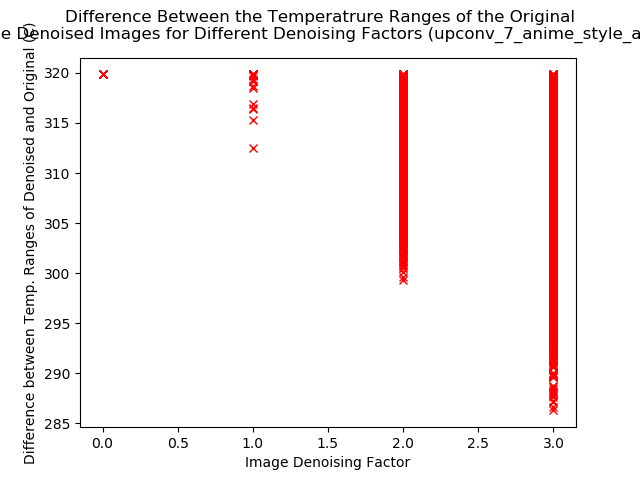 Difference Between the Temperatrure Ranges of the Original
e Denoised Images for Different Denoising Factors (upconv_7_anime_style_a
Difference between Temp. Ranges of Denoised and Original (C)
320
315
310
305
300
295
290
285
0.0 0.5 1.0 1.5 2.0 2.5 3.0
Image Denoising Factor